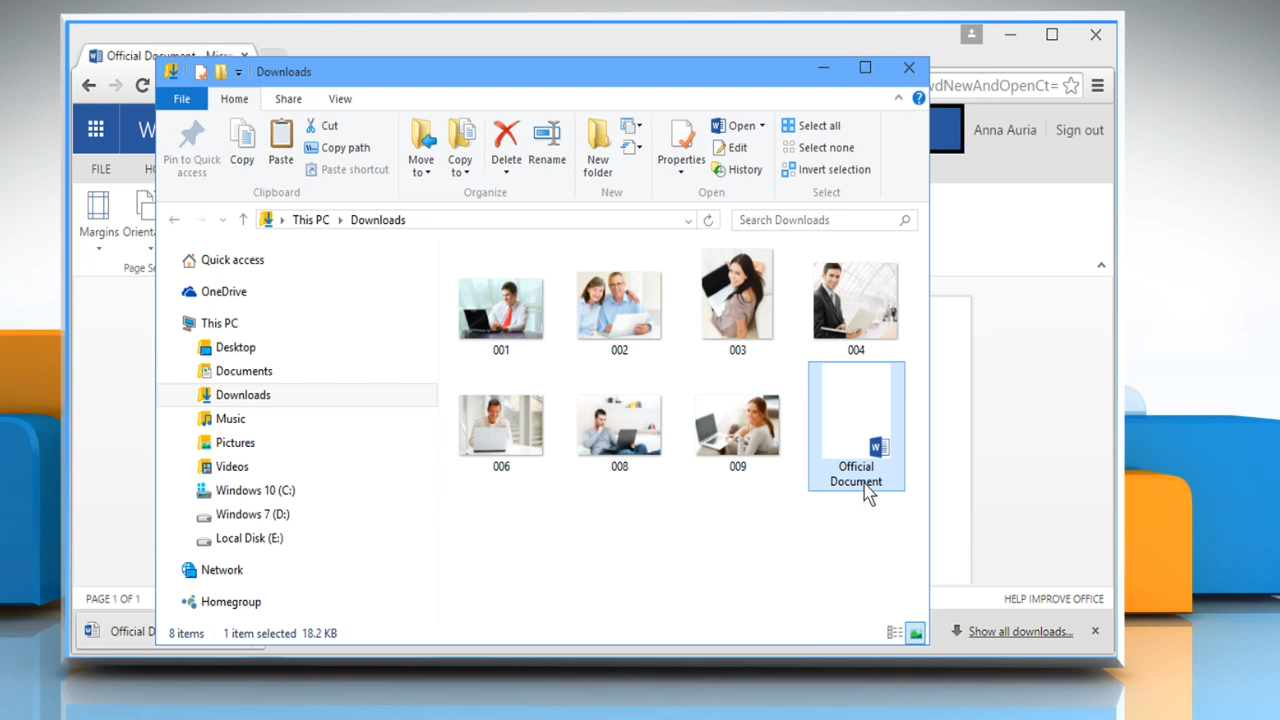 Official Document - Micro
Downloads
wdNewAndOpenCt=
File
Home
Share
View
W
Anna Auria
Sign out
FILE
Pin to Quick
access
Copy
Paste
Cut
Copy path
Paste shortcut
Clipboard
Move
to
Copy
to
Delete
Rename
Organize
New
folder
New
Properties
Open
Edit
History
Open
Select all
Select none
Invert selection
Select
Margins
Page Se
This PC
Downloads
Search Downloads
Quick access
OneDrive
This PC
Desktop
Documents
Downloads
Music
Pictures
Videos
Windows 10 (C:)
Windows 7 (D:)
Local Disk (E:)
Network
Homegroup
001
002
003
004
006
008
009
Official
Document
8 items
1 item selected 18.2 KB
PAGE 1 OF 1
HELP IMPROVE OFFICE
Official D
Show all downloads...